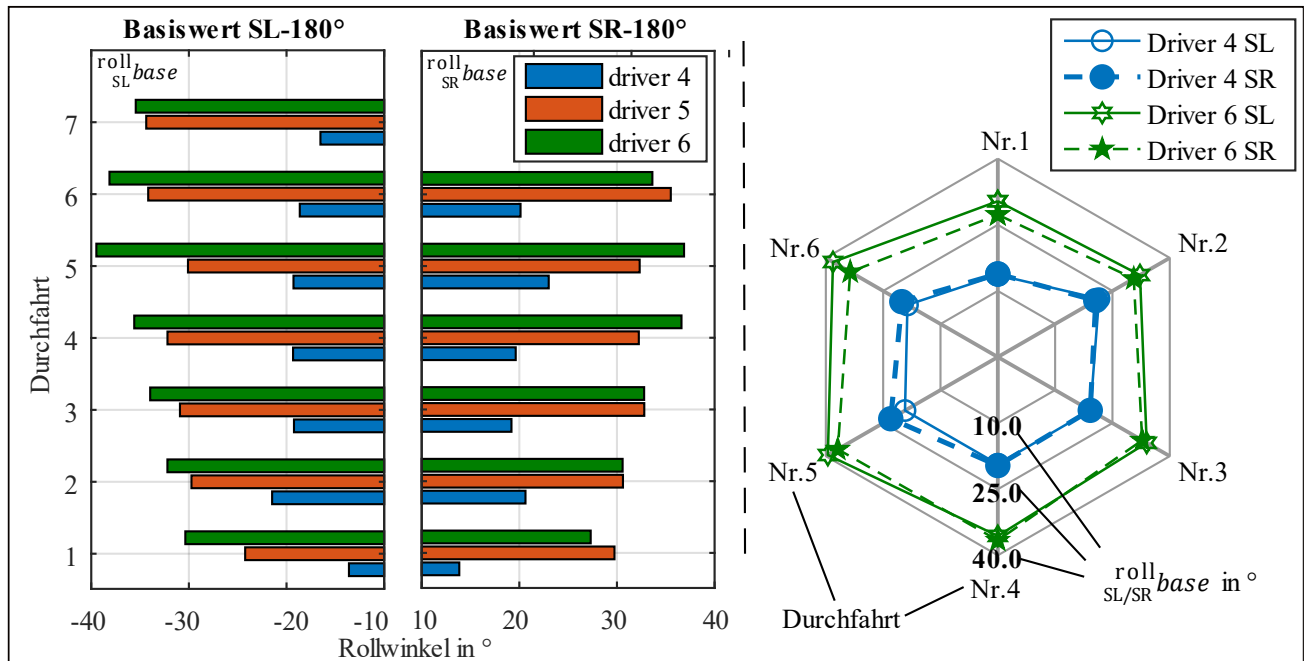 Basiswert SL-180°
Basiswert SR-180°
roll
SL base
roll
SR base
driver 4
driver 5
driver 6
Durchfahrt
7
6
5
4
3
2
1
-40
-30
-20
-10
10
20
30
40
Rollwinkel in °
Driver 4 SL
Driver 4 SR
Driver 6 SL
Driver 6 SR
Nr.1
Nr.2
Nr.3
Nr.4
Nr.5
Nr.6
10.0
25.0
40.0
Durchfahrt
roll
SL/SR base in °